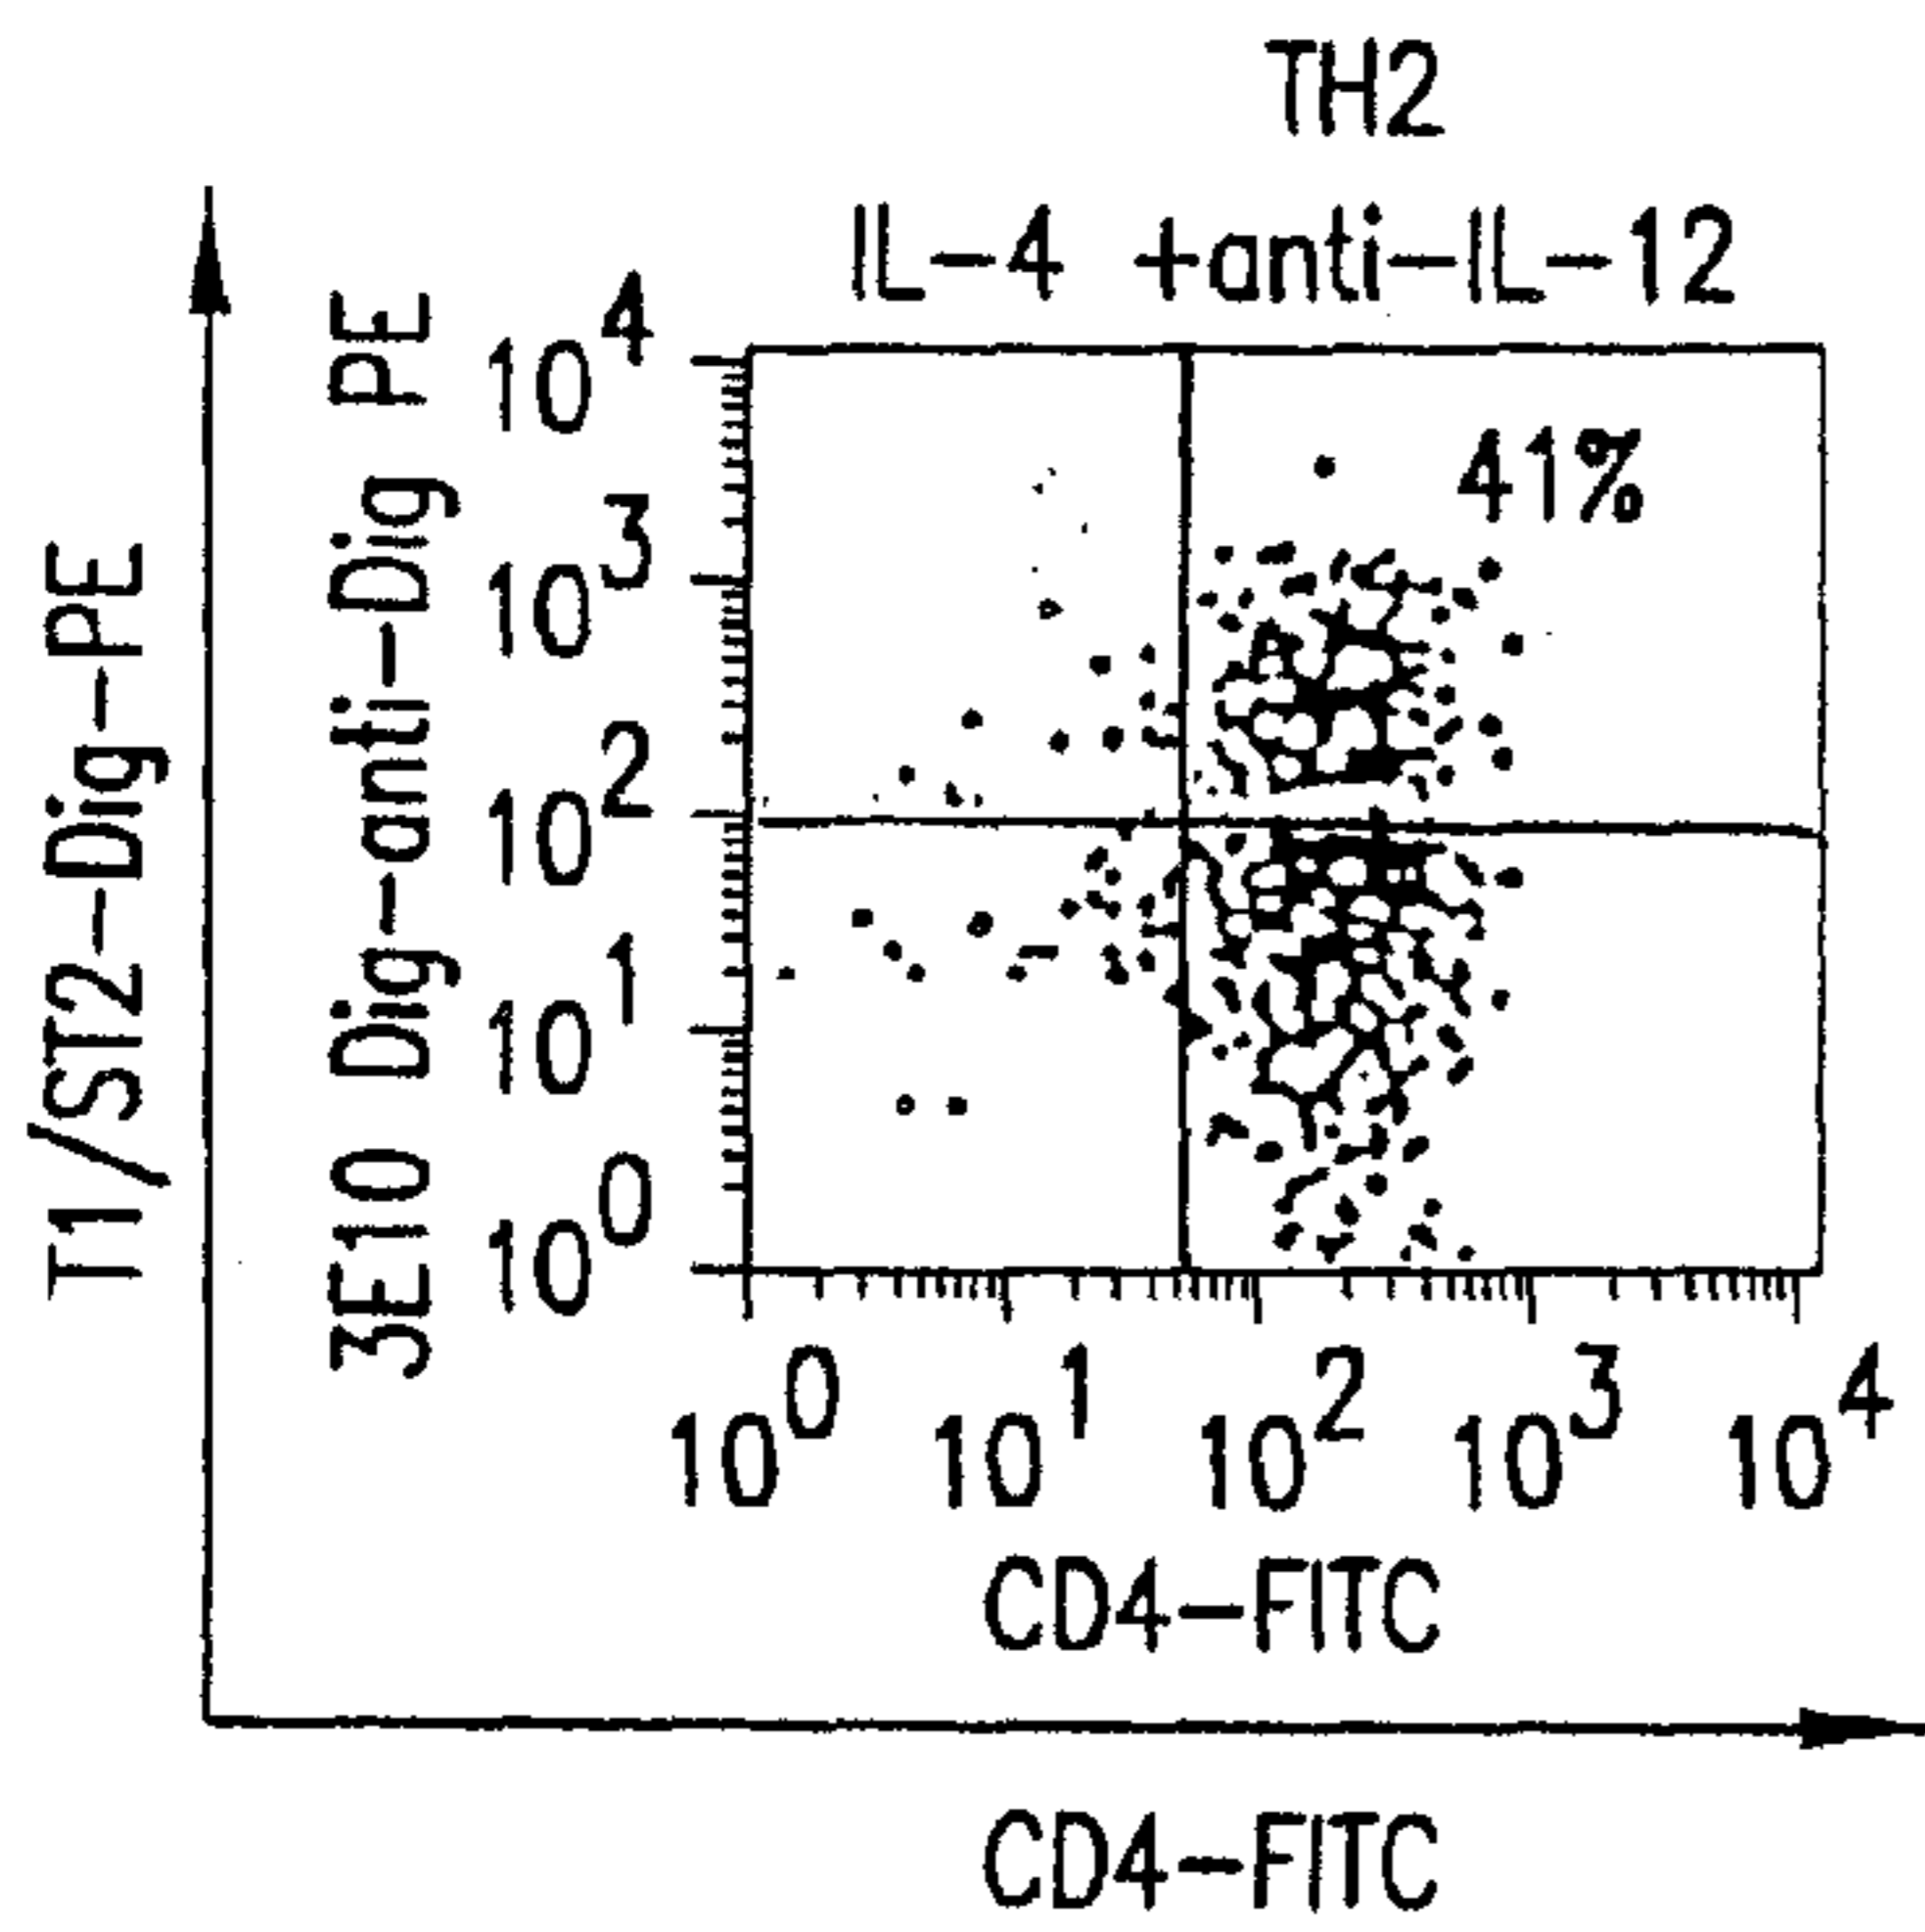 TH2
IL-4 +anti-IL-12
T1/ST2-Dig-PE
3E10 Dig-anti-Dig PE
10^4
10^3
10^2
10^1
10^0
41%
10^0 10^1 10^2 10^3 10^4
CD4-FITC
CD4-FITC